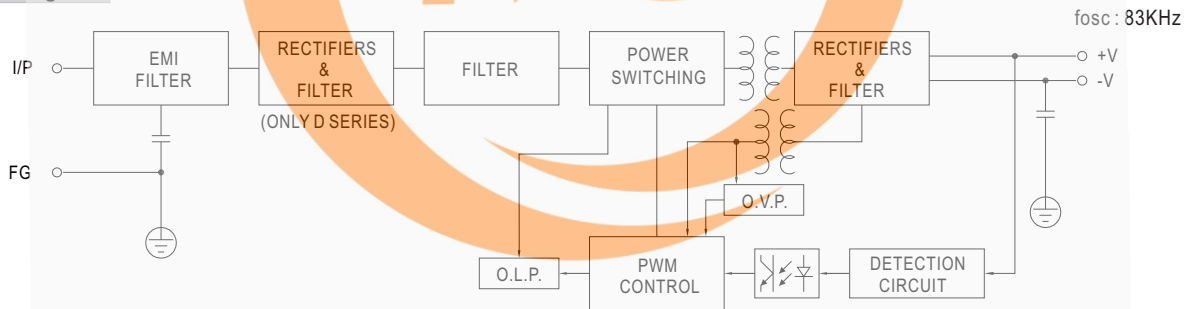 fosc : 83KHz
I/P
EMI
FILTER
RECTIFIERS
&
FILTER
(ONLY D SERIES)
FILTER
POWER
SWITCHING
RECTIFIERS
&
FILTER
+V
-V
FG
O.V.P.
O.L.P.
PWM
CONTROL
DETECTION
CIRCUIT